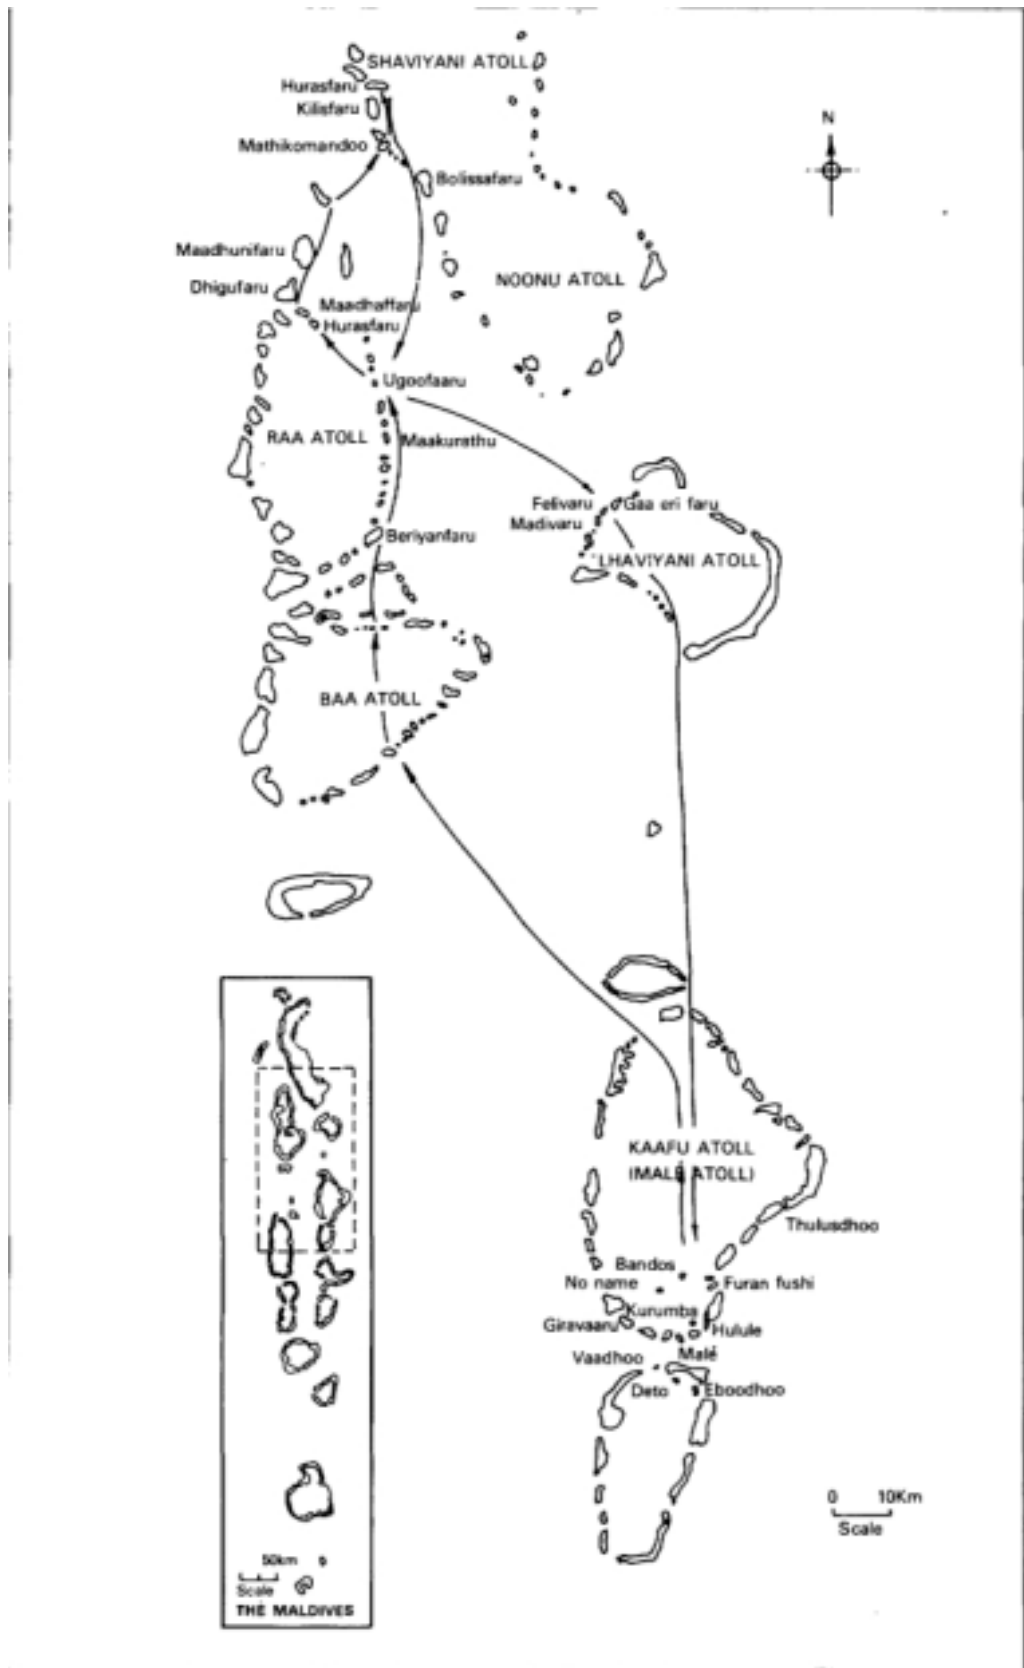 SHAVIYANI ATOLL
Hurasfaru
Kilisfaru
N
Mathikomandoo
Bolissafaru
Maadhunifaru
NOONU ATOLL
Dhigufaru
Maadhaffaru
Hurasfaru
Ugoofaaru
RAA ATOLL
Maakurathu
Felivaru
Gaa eri faru
Madivaru
Beriyanfaru
LHAVIYANI ATOLL
BAA ATOLL
KAAFU ATOLL
(MALE ATOLL)
Thulusdhoo
Bandos
No name
Furan fushi
Kurumba
Giravaaru
Hulule
Malé
Vaadhoo
Deto
Eboodhoo
0 10Km
Scale
50km
Scale
THE MALDIVES